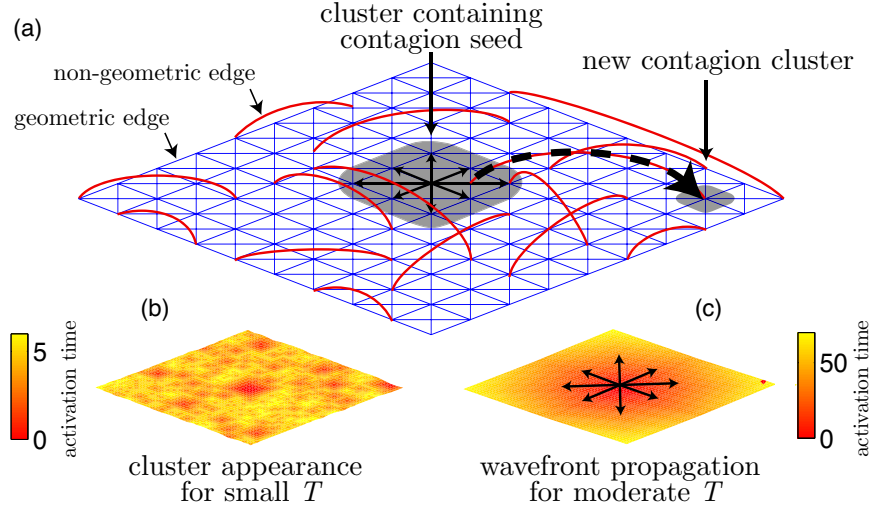 (a)
cluster containing
contagion seed
new contagion cluster
non-geometric edge
geometric edge
(b)
(c)
5
0
activation time
50
0
activation time
cluster appearance
for small T
wavefront propagation
for moderate T